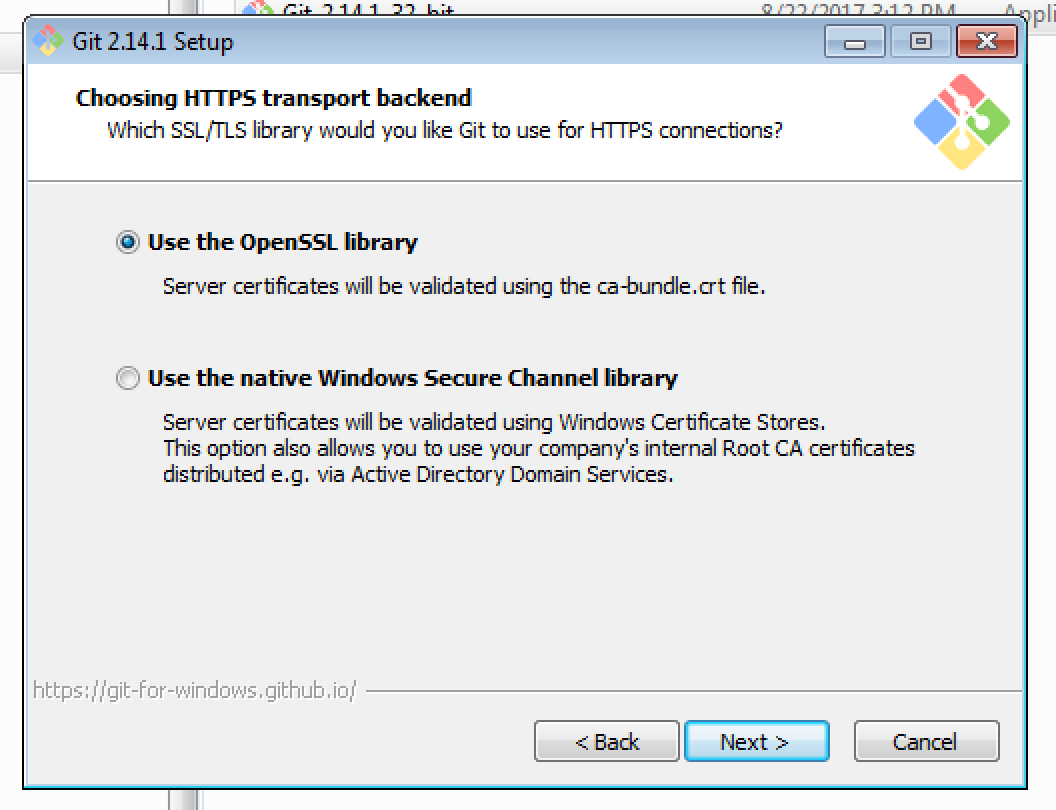 Git 2.14.1 32 bit 8/22/2017 3:12 PM Appli
Git 2.14.1 Setup
Choosing HTTPS transport backend
Which SSL/TLS library would you like Git to use for HTTPS connections?
Use the OpenSSL library
Server certificates will be validated using the ca-bundle.crt file.
Use the native Windows Secure Channel library
Server certificates will be validated using Windows Certificate Stores.
This option also allows you to use your company's internal Root CA certificates
distributed e.g. via Active Directory Domain Services.
https://git-for-windows.github.io/
< Back Next > Cancel